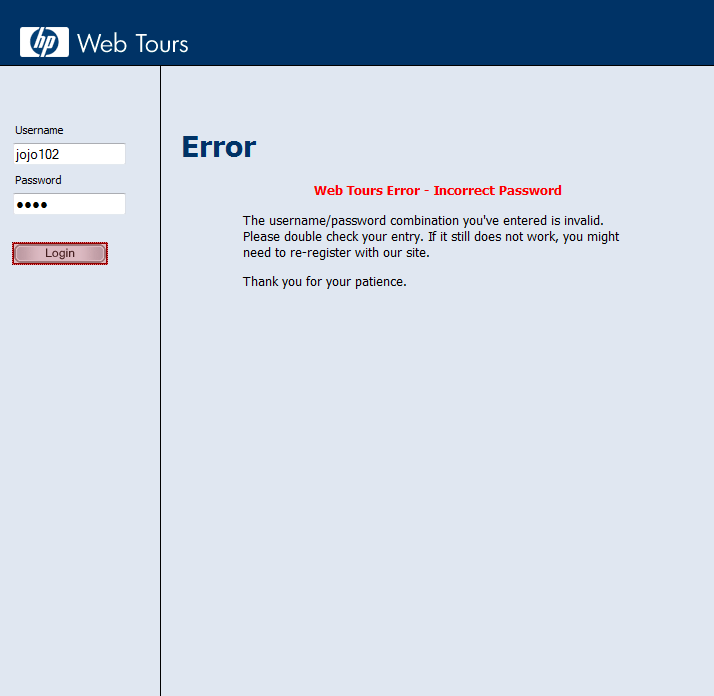 hp Web Tours
Username
jojo102
Password
••••
Login
Error
Web Tours Error - Incorrect Password
The username/password combination you've entered is invalid.
Please double check your entry. If it still does not work, you might
need to re-register with our site.
Thank you for your patience.